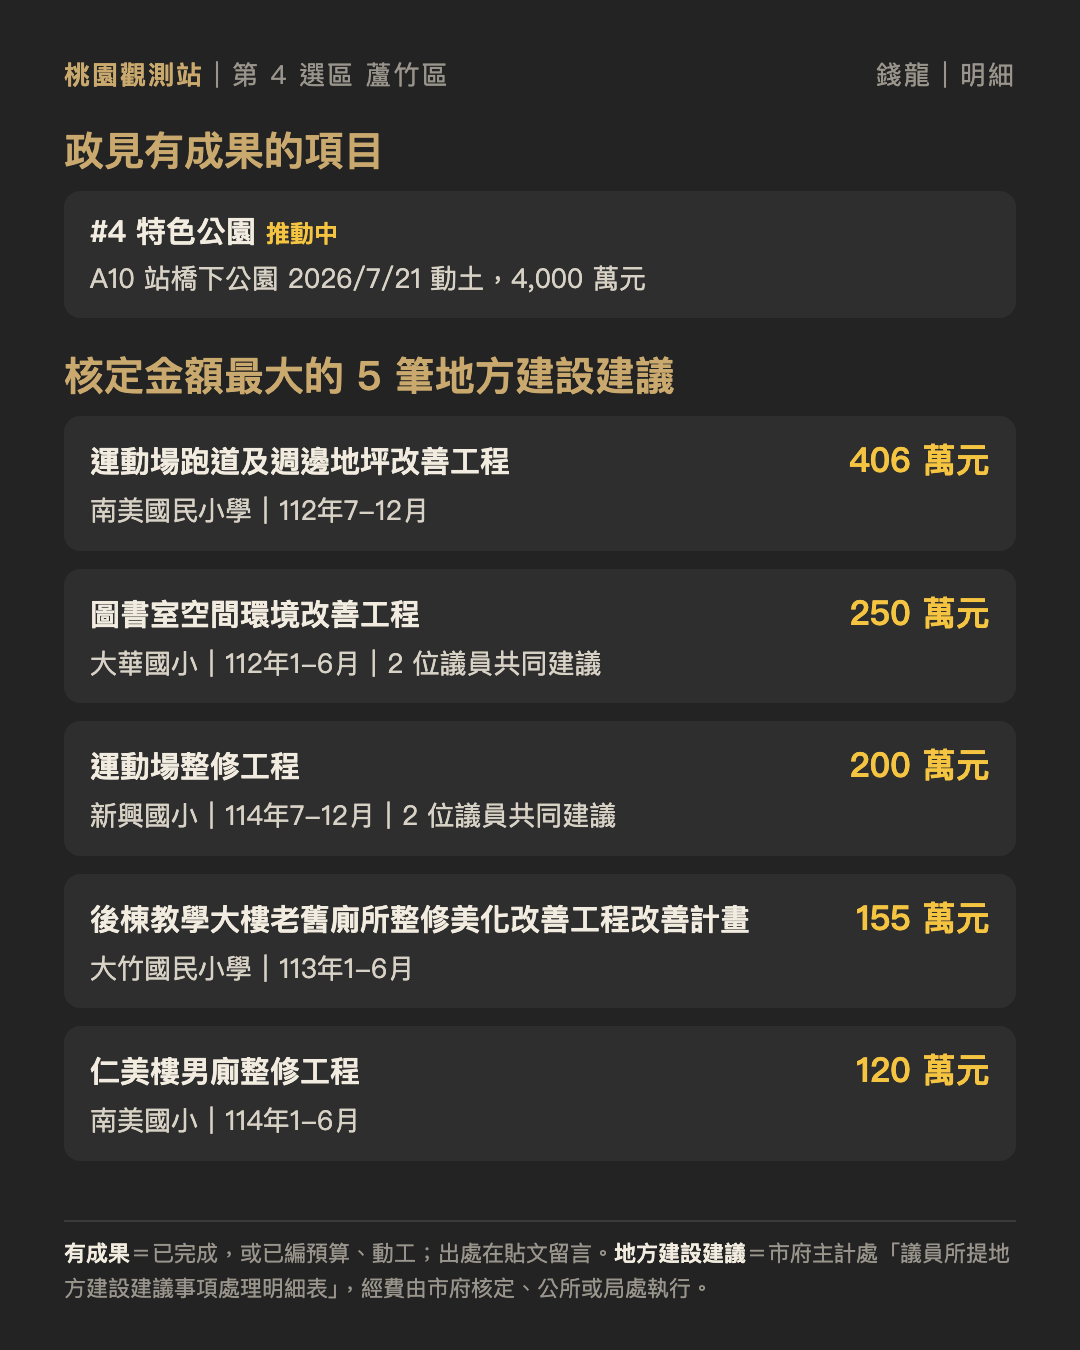 桃園觀測站｜第 4 選區 蘆竹區
錢龍｜明細
政見有成果的項目
#4 特色公園 推動中
A10 站橋下公園 2026/7/21 動土，4,000 萬元
核定金額最大的 5 筆地方建設建議
運動場跑道及週邊地坪改善工程
406 萬元
南美國民小學｜112年7–12月
圖書室空間環境改善工程
250 萬元
大華國小｜112年1–6月｜2 位議員共同建議
運動場整修工程
200 萬元
新興國小｜114年7–12月｜2 位議員共同建議
後棟教學大樓老舊廁所整修美化改善工程改善計畫
155 萬元
大竹國民小學｜113年1–6月
仁美樓男廁整修工程
120 萬元
南美國小｜114年1–6月
有成果＝已完成，或已編預算、動工；出處在貼文留言。地方建設建議＝市府主計處「議員所提地
方建設建議事項處理明細表」，經費由市府核定、公所或局處執行。